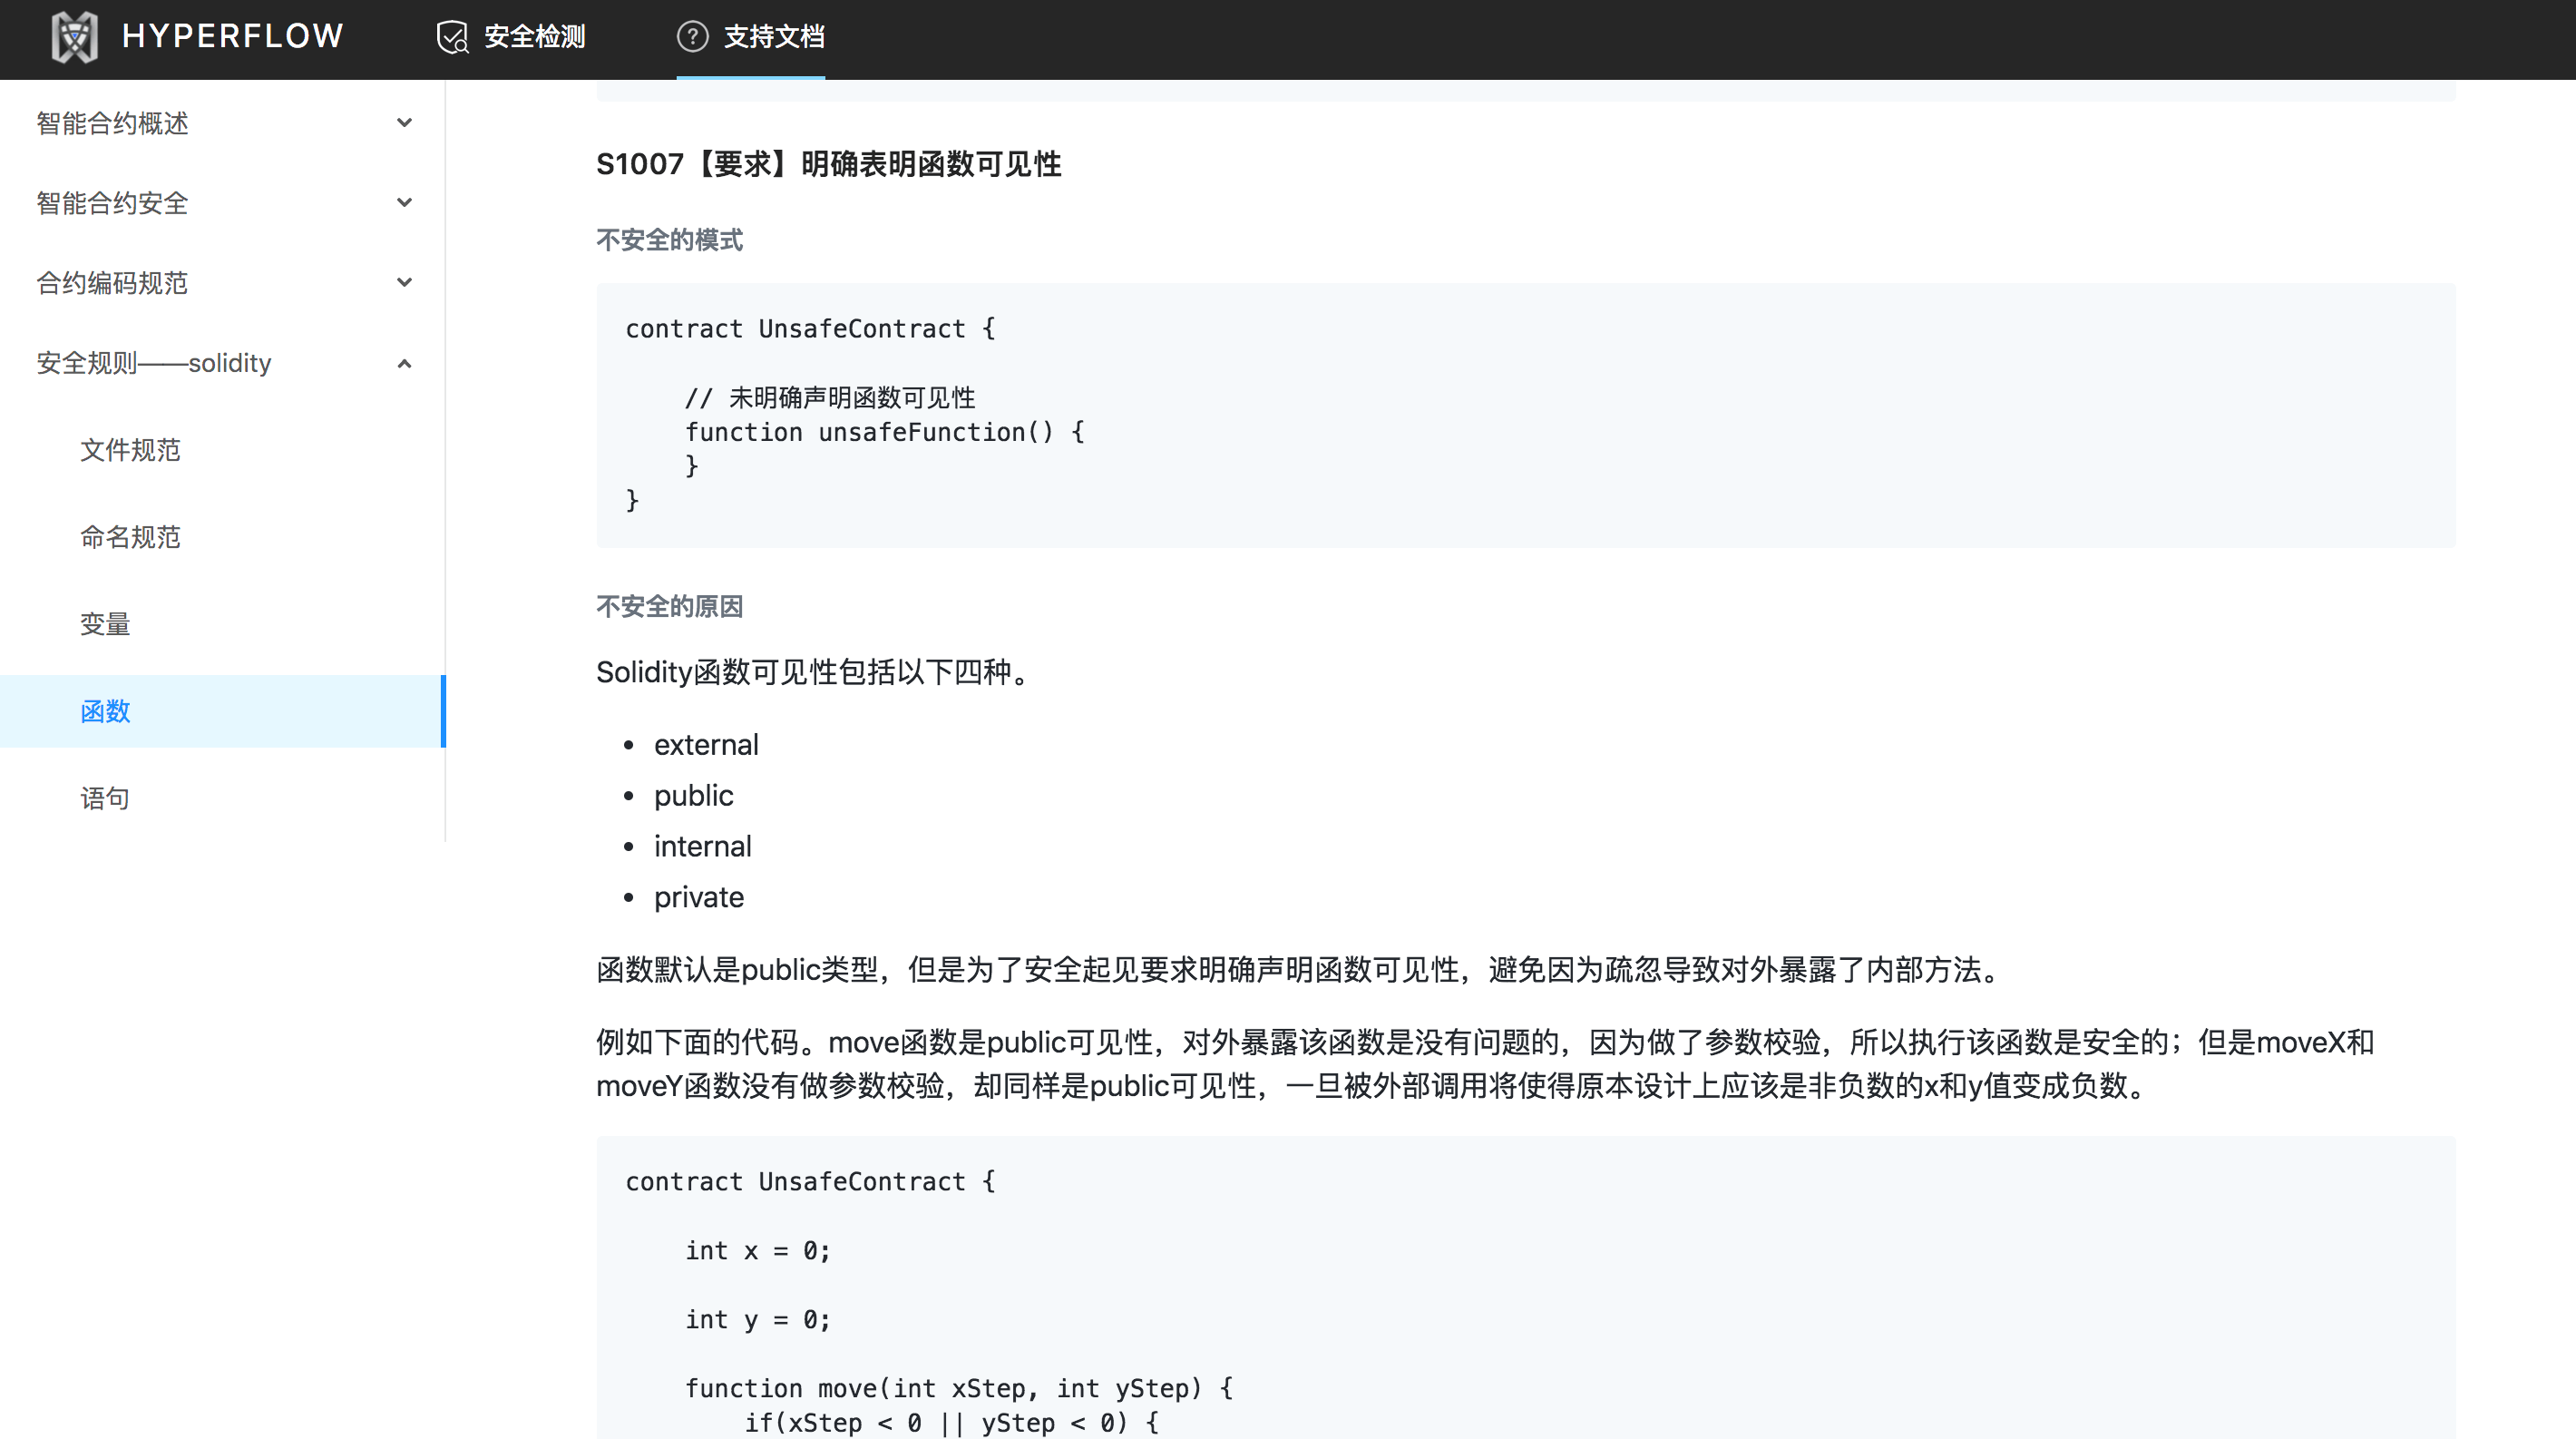 HYPERFLOW
安全检测
支持文档
智能合约概述
智能合约安全
合约编码规范
安全规则——solidity
文件规范
命名规范
变量
函数
语句
S1007【要求】明确表明函数可见性
不安全的模式
contract UnsafeContract {
// 未明确声明函数可见性
function unsafeFunction() {
}
}
不安全的原因
Solidity函数可见性包括以下四种。
• external
• public
• internal
• private
函数默认是public类型，但是为了安全起见要求明确声明函数可见性，避免因为疏忽导致对外暴露了内部方法。
例如下面的代码。move函数是public可见性，对外暴露该函数是没有问题的，因为做了参数校验，所以执行该函数是安全的；但是moveX和
moveY函数没有做参数校验，却同样是public可见性，一旦被外部调用将使得原本设计上应该是非负数的x和y值变成负数。
contract UnsafeContract {
int x = 0;
int y = 0;
function move(int xStep, int yStep) {
if(xStep < 0 || yStep < 0) {